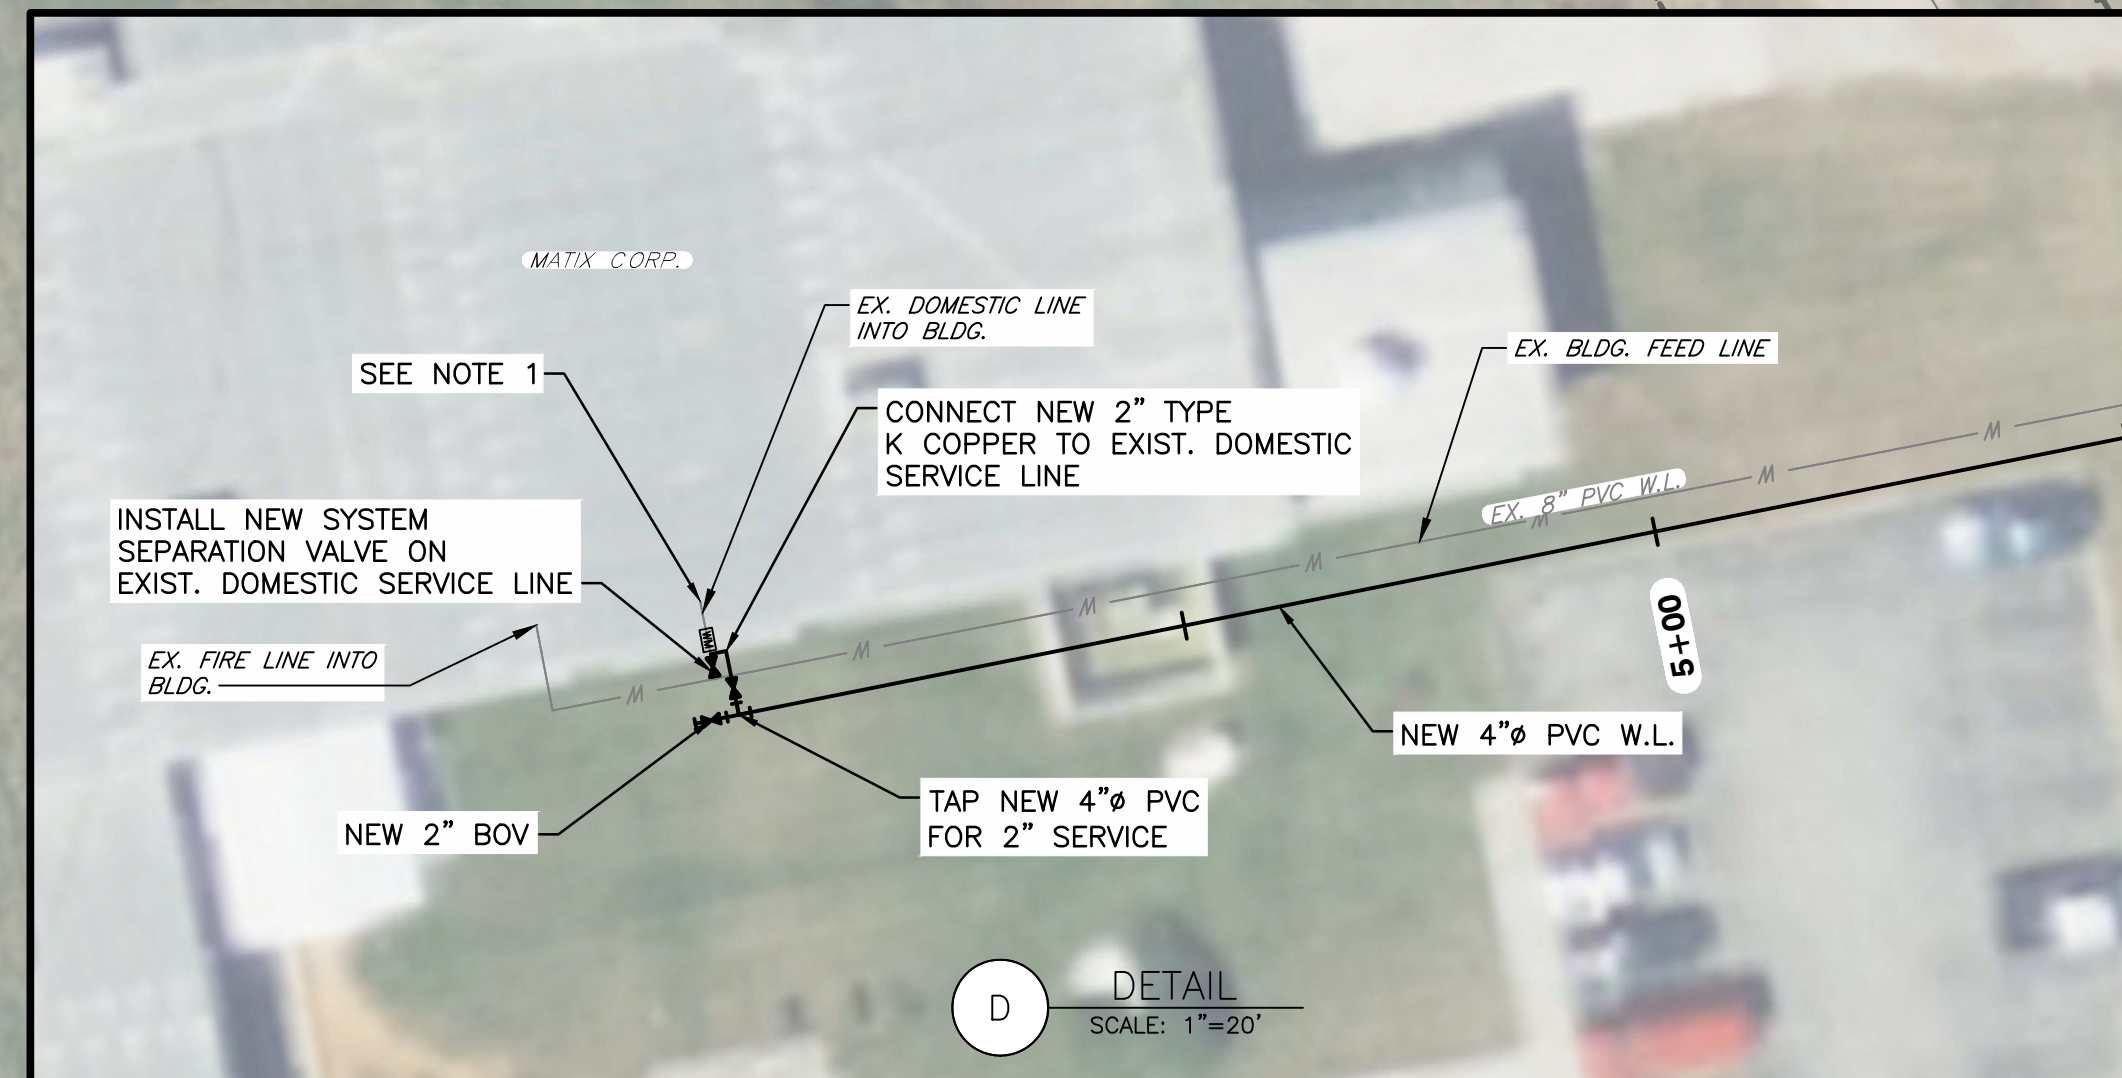 MATIX CORP.
EX. DOMESTIC LINE
INTO BLDG.
SEE NOTE 1
EX. BLDG. FEED LINE
CONNECT NEW 2” TYPE
K COPPER TO EXIST. DOMESTIC
SERVICE LINE
W
W
EX. 8” PVC W.L.
W
INSTALL NEW SYSTEM
SEPARATION VALVE ON
EXIST. DOMESTIC SERVICE LINE
W
W
WM
W
W
5+00
EX. FIRE LINE INTO
BLDG.
NEW 4”ø PVC W.L.
TAP NEW 4”ø PVC
FOR 2” SERVICE
NEW 2” BOV
D
DETAIL
SCALE: 1”=20’